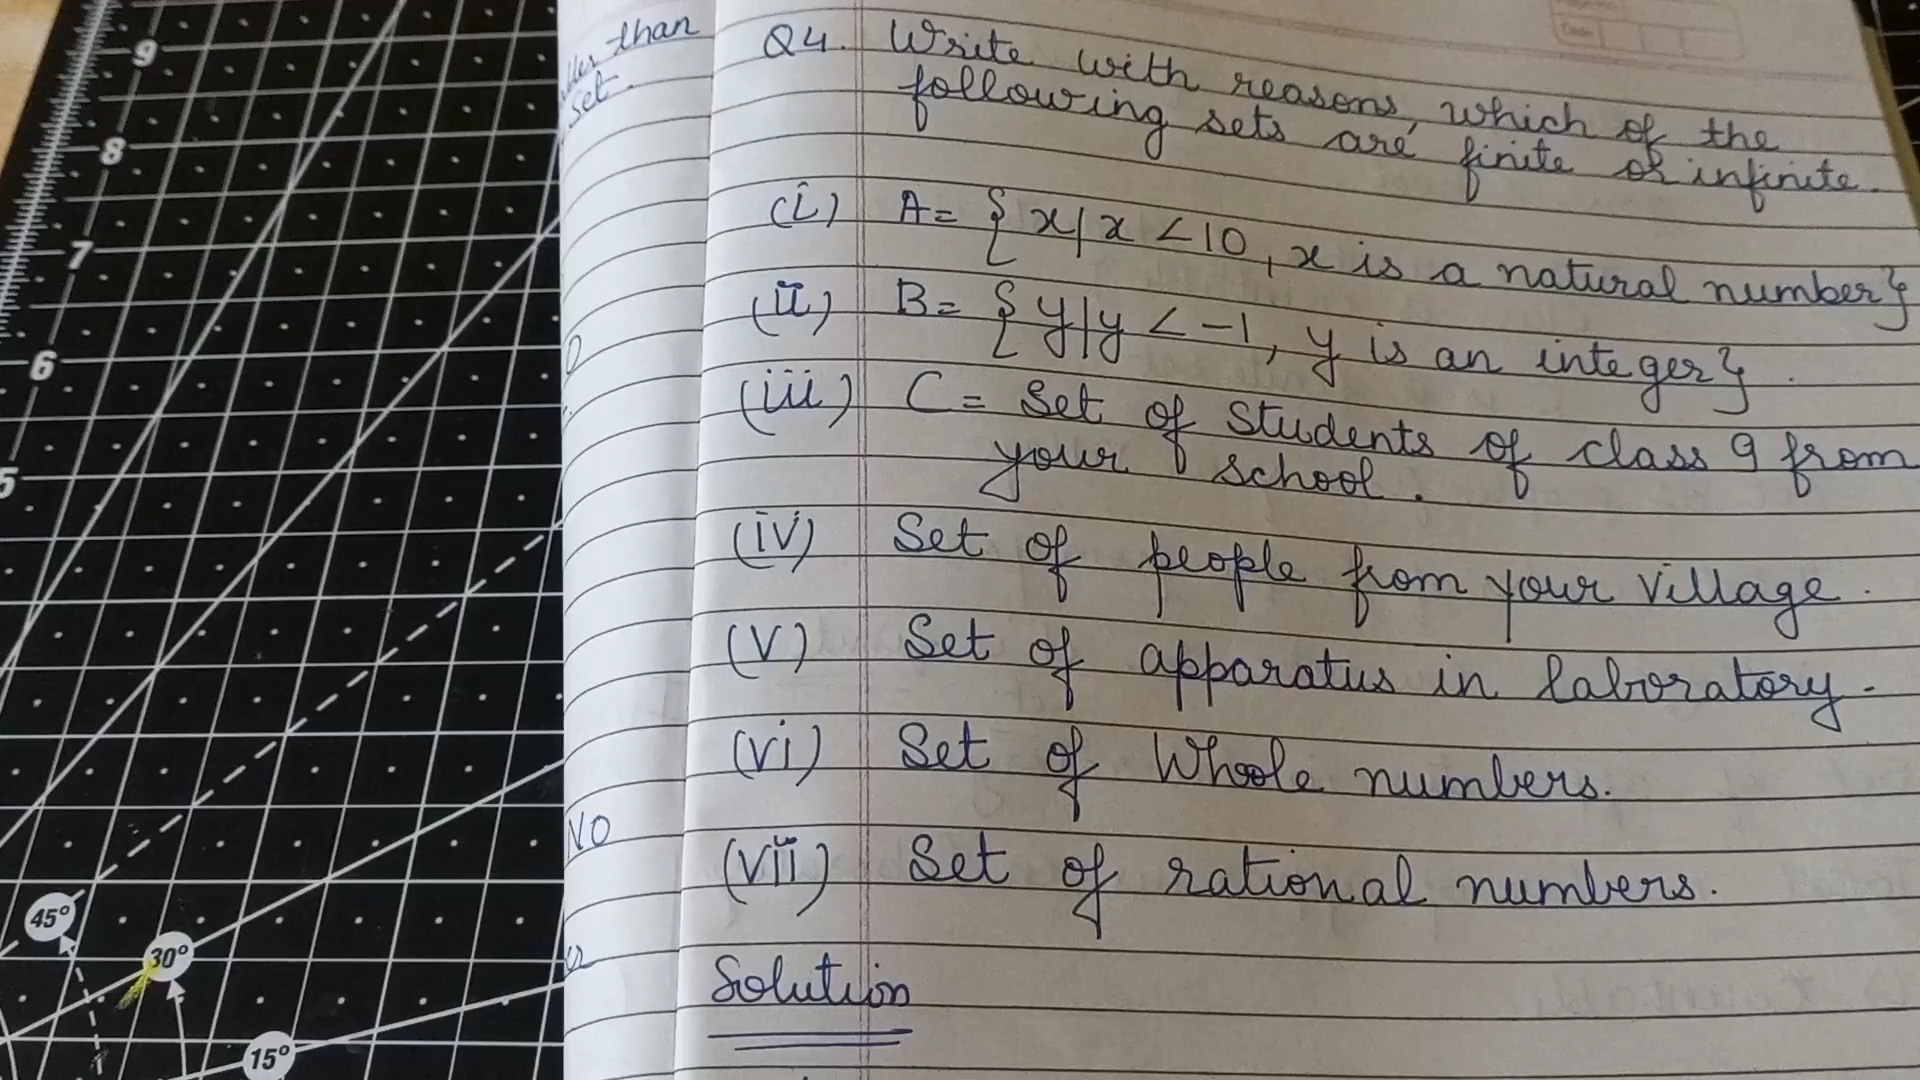 9
8
7
6
5
45°
30°
15°
than
set.
NO
Q4. Write with reasons, which of the
following sets are finite or infinite.
(i) A = { x | x < 10, x is a natural number}
(ii) B = { y | y < -1, y is an integer}.
(iii) C = Set of Students of class 9 from
your school.
(iv) Set of people from your village.
(v) Set of apparatus in laboratory.
(vi) Set of Whole numbers.
(vii) Set of rational numbers.
Solution